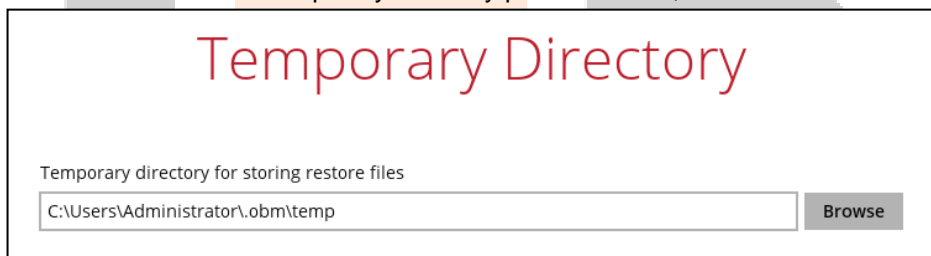 Temporary Directory
Temporary directory for storing restore files
C:\Users\Administrator\.obm\temp
Browse